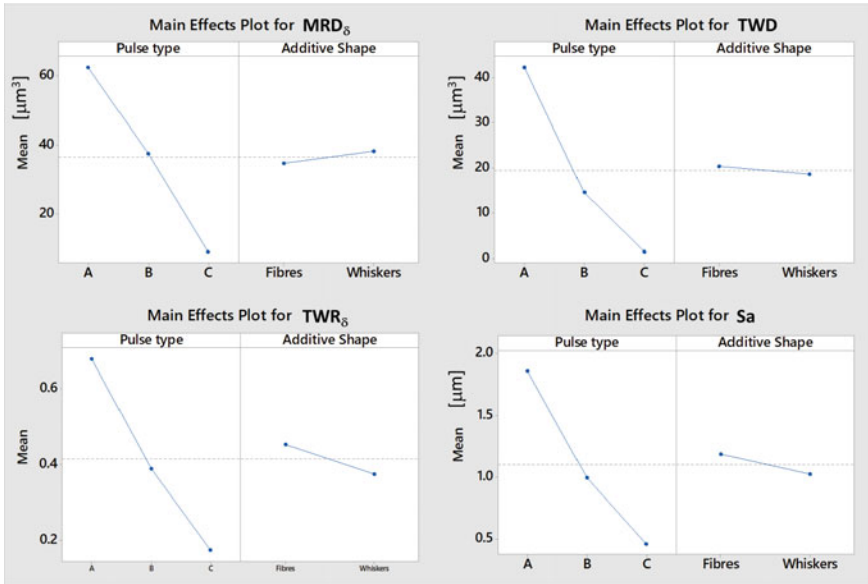 Main Effects Plot for MRDδ
Pulse type Additive Shape
Mean [μm³]
60
40
20
A B C Fibres Whiskers
Main Effects Plot for TWD
Pulse type Additive Shape
Mean [μm³]
40
30
20
10
0
A B C Fibres Whiskers
Main Effects Plot for TWRδ
Pulse type Additive Shape
Mean
0.6
0.4
0.2
A B C Fibres Whiskers
Main Effects Plot for Sa
Pulse type Additive Shape
Mean [μm]
2.0
1.5
1.0
0.5
A B C Fibres Whiskers